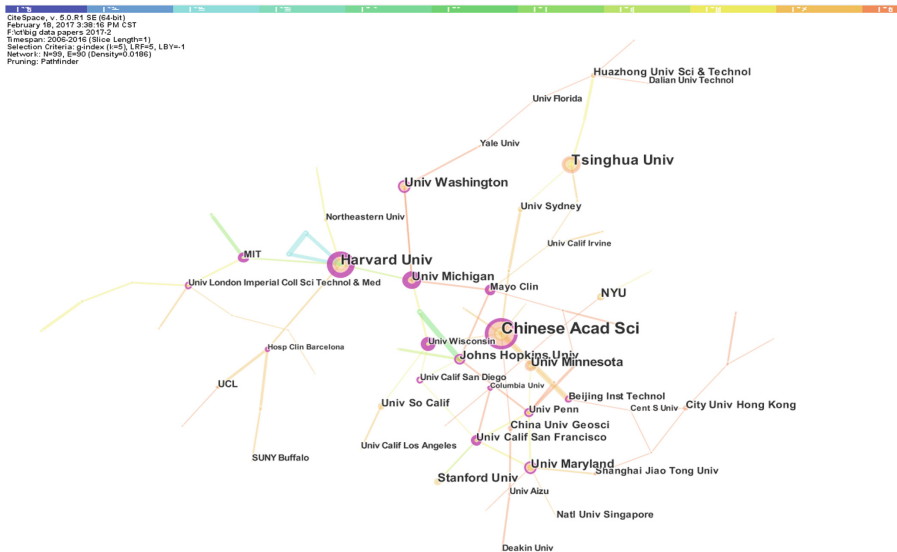 CiteSpace, v. 5.0.R1 SE (64-bit)
February 18, 2017 3:38:16 PM CST
F:\ct\big data papers 2017-2
Timespan: 2006-2016 (Slice Length=1)
Selection Criteria: g-index (k=5), LRF=5, LBY=-1
Network: N=99, E=90 (Density=0.0186)
Pruning: Pathfinder
Huazhong Univ Sci & Technol
Dalian Univ Technol
Univ Florida
Yale Univ
Tsinghua Univ
Univ Washington
Univ Sydney
Northeastern Univ
Univ Calif Irvine
MIT
Harvard Univ
Univ Michigan
Univ London Imperial Coll Sci Technol & Med
Mayo Clin
NYU
Chinese Acad Sci
Univ Wisconsin
Hosp Clin Barcelona
Johns Hopkins Univ
Univ Minnesota
Univ Calif San Diego
UCL
Columbia Univ
Beijing Inst Technol
Univ So Calif
Cent S Univ
City Univ Hong Kong
Univ Penn
China Univ Geosci
Univ Calif San Francisco
Univ Calif Los Angeles
SUNY Buffalo
Univ Maryland
Shanghai Jiao Tong Univ
Stanford Univ
Univ Aizu
Natl Univ Singapore
Deakin Univ